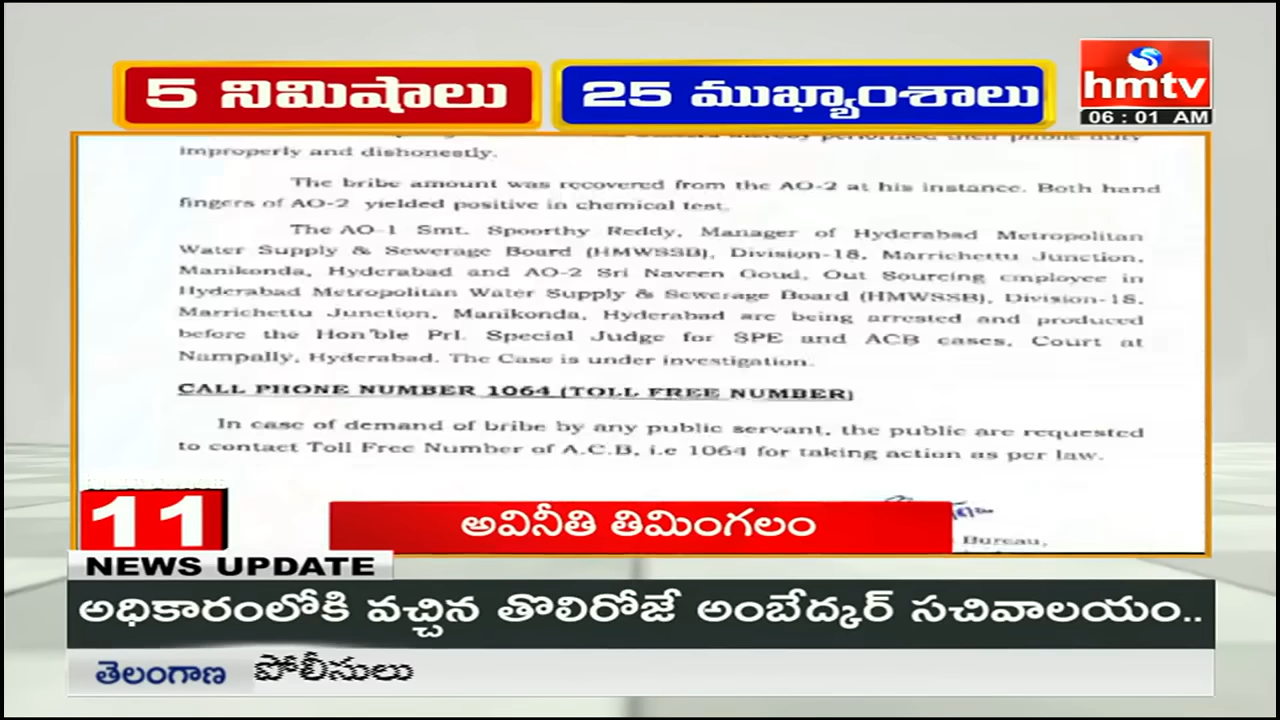 5 నిమిషాలు
25 ముఖ్యాంశాలు
hmtv
06 : 01 AM
improperly and dishonestly.
The bribe amount was recovered from the AO-2 at his instance. Both hand
fingers of AO-2 yielded positive in chemical test.
The AO-1 Smt. Spoorthy Reddy, Manager of Hyderabad Metropolitan
Water Supply & Sewerage Board (HMWSSB), Division-18, Marrichettu Junction,
Manikonda, Hyderabad and AO-2 Sri Naveen Goud, Out Sourcing employee in
Hyderabad Metropolitan Water Supply & Sewerage Board (HMWSSB), Division-18,
Marrichettu Junction, Manikonda, Hyderabad are being arrested and produced
before the Hon'ble Prl. Special Judge for SPE and ACB cases, Court at
Nampally, Hyderabad. The Case is under investigation.
CALL PHONE NUMBER 1064 (TOLL FREE NUMBER)
In case of demand of bribe by any public servant, the public are requested
to contact Toll Free Number of A.C.B, i.e 1064 for taking action as per law.
Bureau,
11
అవినీతి తిమింగలం
NEWS UPDATE
అధికారంలోకి వచ్చిన తొలిరోజే అంబేద్కర్ సచివాలయం..
తెలంగాణ
పోలీసులు